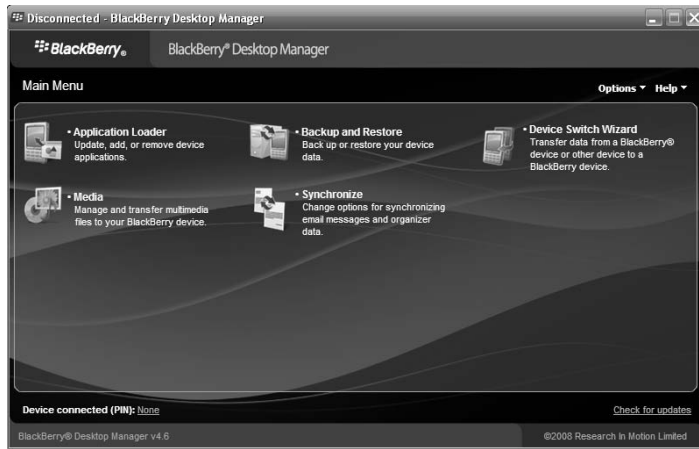 Disconnected - BlackBerry Desktop Manager
BlackBerry®
BlackBerry® Desktop Manager
Main Menu
Options
Help
• Application Loader
Update, add, or remove device
applications.
• Backup and Restore
Back up or restore your device
data.
• Device Switch Wizard
Transfer data from a BlackBerry®
device or other device to a
BlackBerry device.
• Media
Manage and transfer multimedia
files to your BlackBerry device.
• Synchronize
Change options for synchronizing
email messages and organizer
data.
Device connected (PIN): None
Check for updates
BlackBerry® Desktop Manager v4.6
©2008 Research In Motion Limited